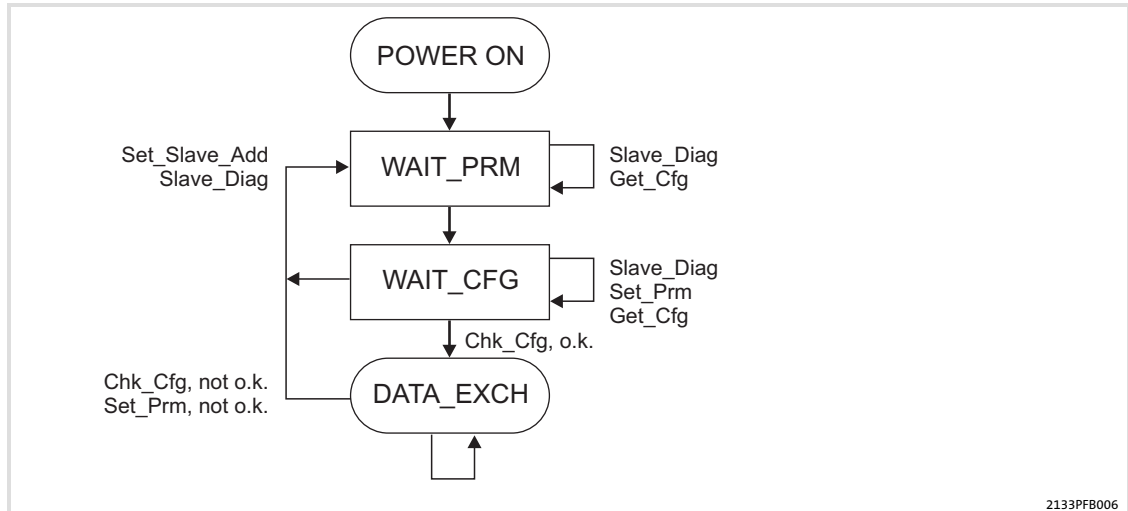 POWER ON
Set_Slave_Add
Slave_Diag
WAIT_PRM
Slave_Diag
Get_Cfg
WAIT_CFG
Slave_Diag
Set_Prm
Get_Cfg
Chk_Cfg, o.k.
Chk_Cfg, not o.k.
Set_Prm, not o.k.
DATA_EXCH
2133PFB006